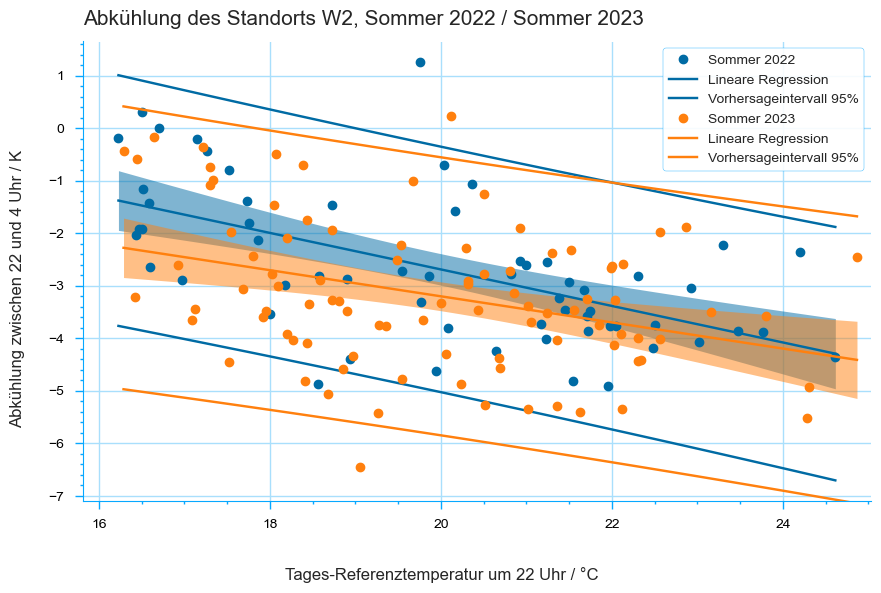 Abkühlung des Standorts W2, Sommer 2022 / Sommer 2023
Sommer 2022
Lineare Regression
Vorhersageintervall 95%
Sommer 2023
Lineare Regression
Vorhersageintervall 95%
Abkühlung zwischen 22 und 4 Uhr / K
1
0
−1
−2
−3
−4
−5
−6
−7
16
18
20
22
24
Tages-Referenztemperatur um 22 Uhr / °C